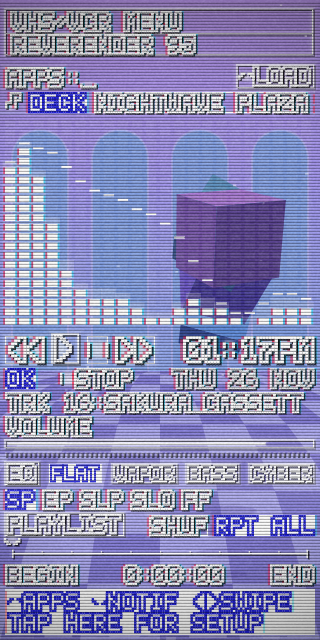 VHS/VCR MENU
REWERENDER '95
APPS::_ LOAD
DECK NIGHTWAVE PLAZA
01::17PM
OK STOP THU 26 NOV
TRK 16:SAKURA CASSETT
VOLUME
EQ FLAT VAPOR BASS CYBER
SP EP SLP SLO FF
PLAYLIST SHUF RPT ALL
BEGIN 0:00:00 END
APPS NOTIF SWIPE
TAP HERE FOR SETUP